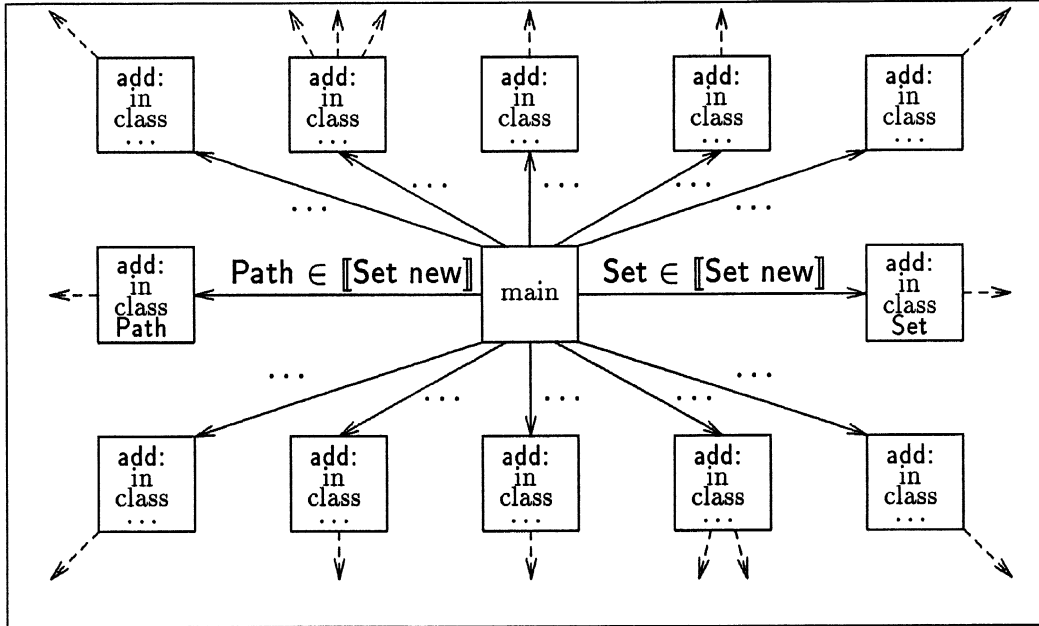 add:
in
class
...
add:
in
class
...
add:
in
class
...
add:
in
class
...
add:
in
class
...
... ... ... ... ...
add:
in
class
Path
Path ∈ ⟦Set new⟧
main
Set ∈ ⟦Set new⟧
add:
in
class
Set
... ... ... ... ...
add:
in
class
...
add:
in
class
...
add:
in
class
...
add:
in
class
...
add:
in
class
...